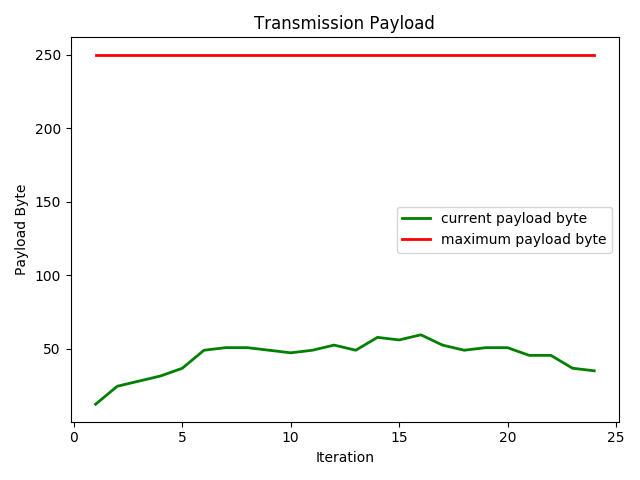 Transmission Payload
250
200
150
100
50
Payload Byte
current payload byte
maximum payload byte
0
5
10
15
20
25
Iteration